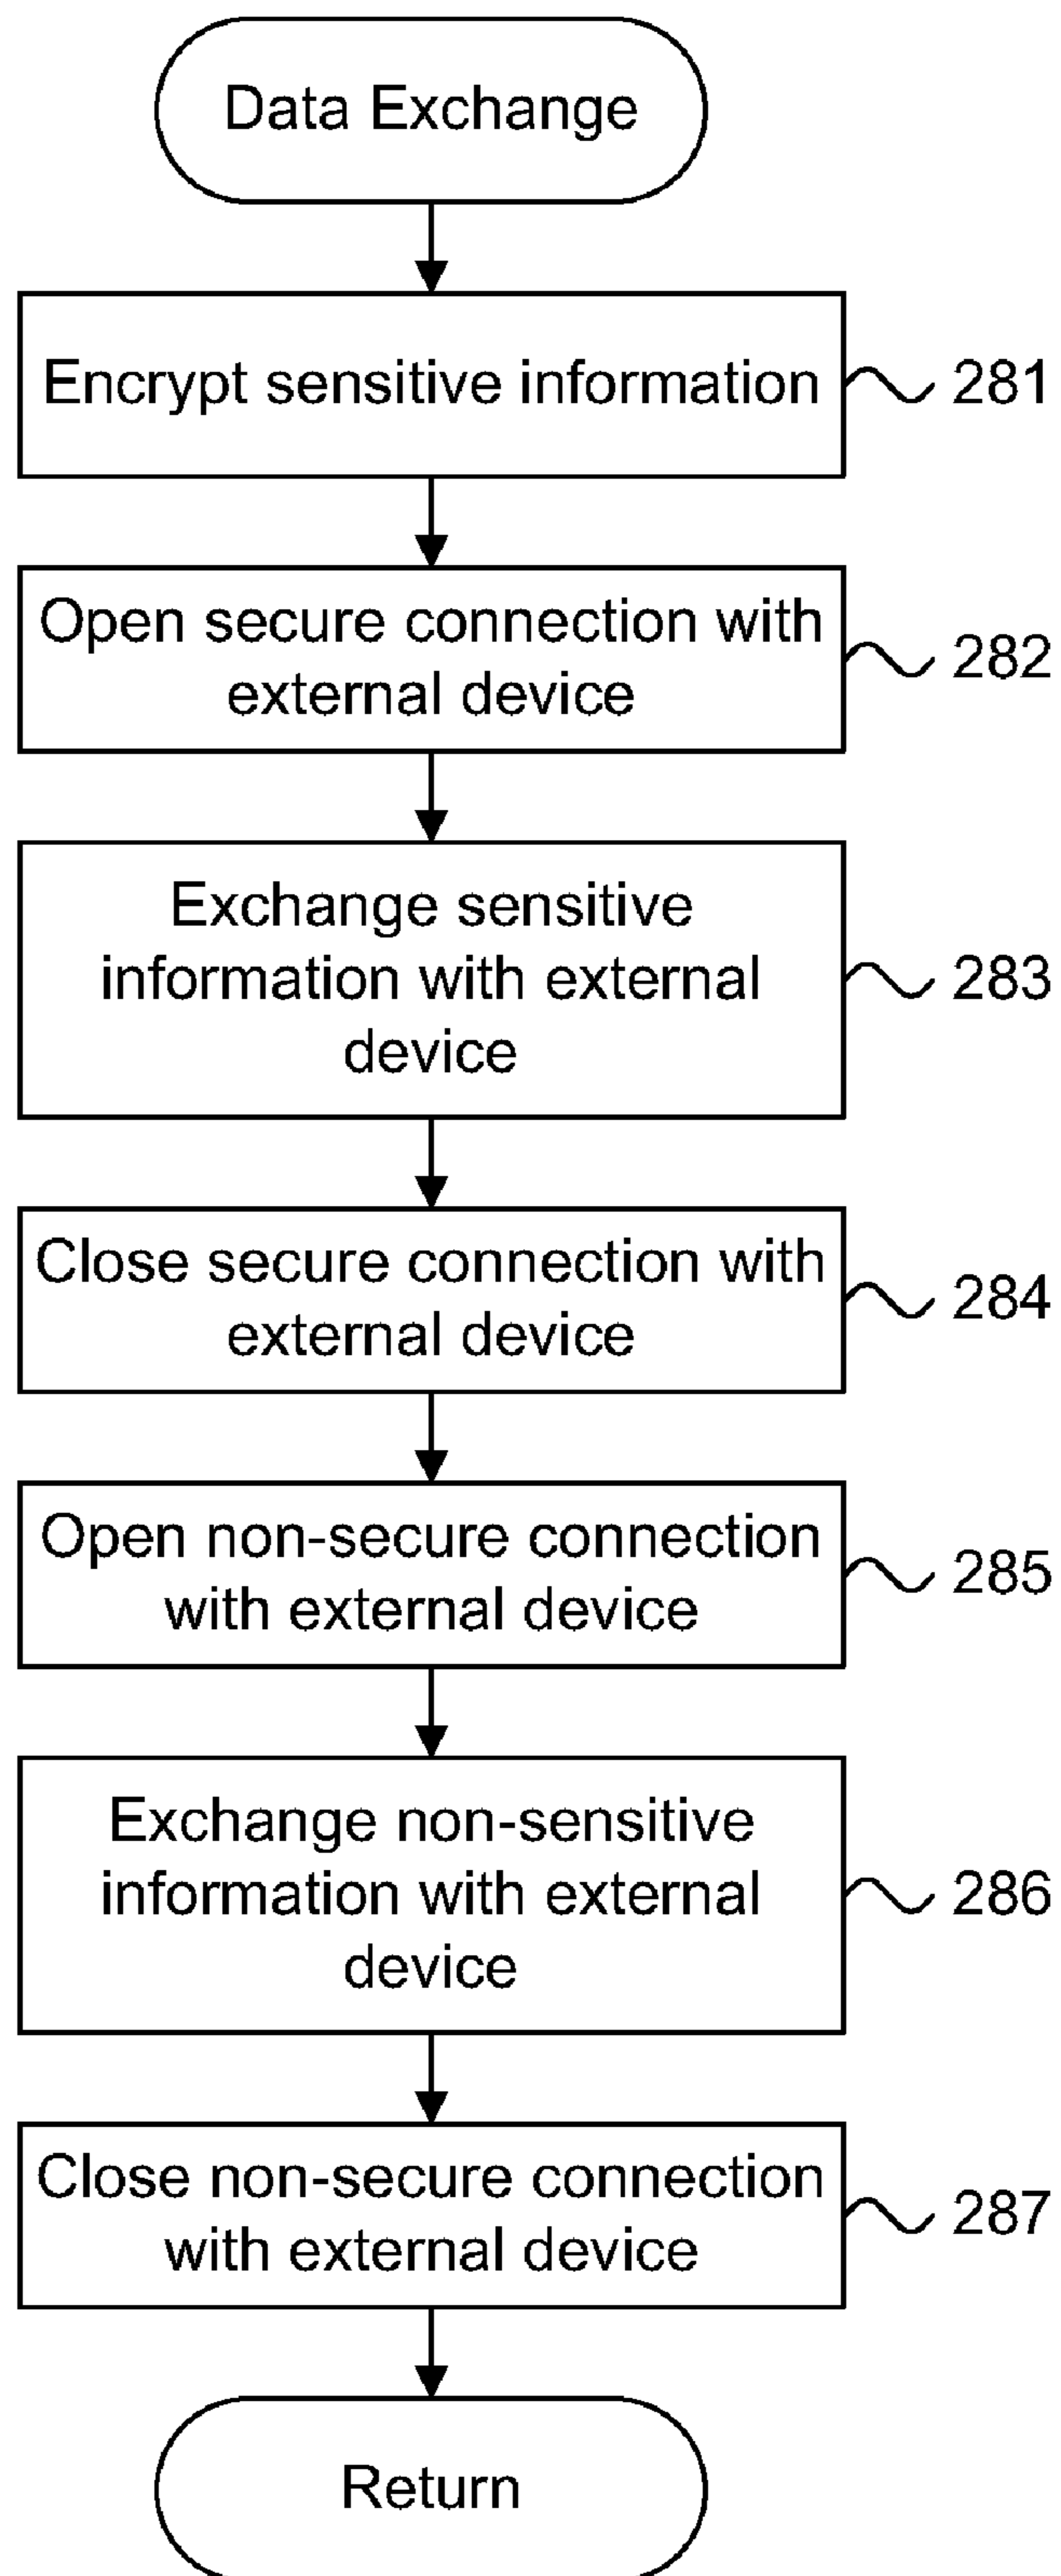 Data Exchange
Encrypt sensitive information
281
Open secure connection with
external device
282
Exchange sensitive
information with external
device
283
Close secure connection with
external device
284
Open non-secure connection
with external device
285
Exchange non-sensitive
information with external
device
286
Close non-secure connection
with external device
287
Return